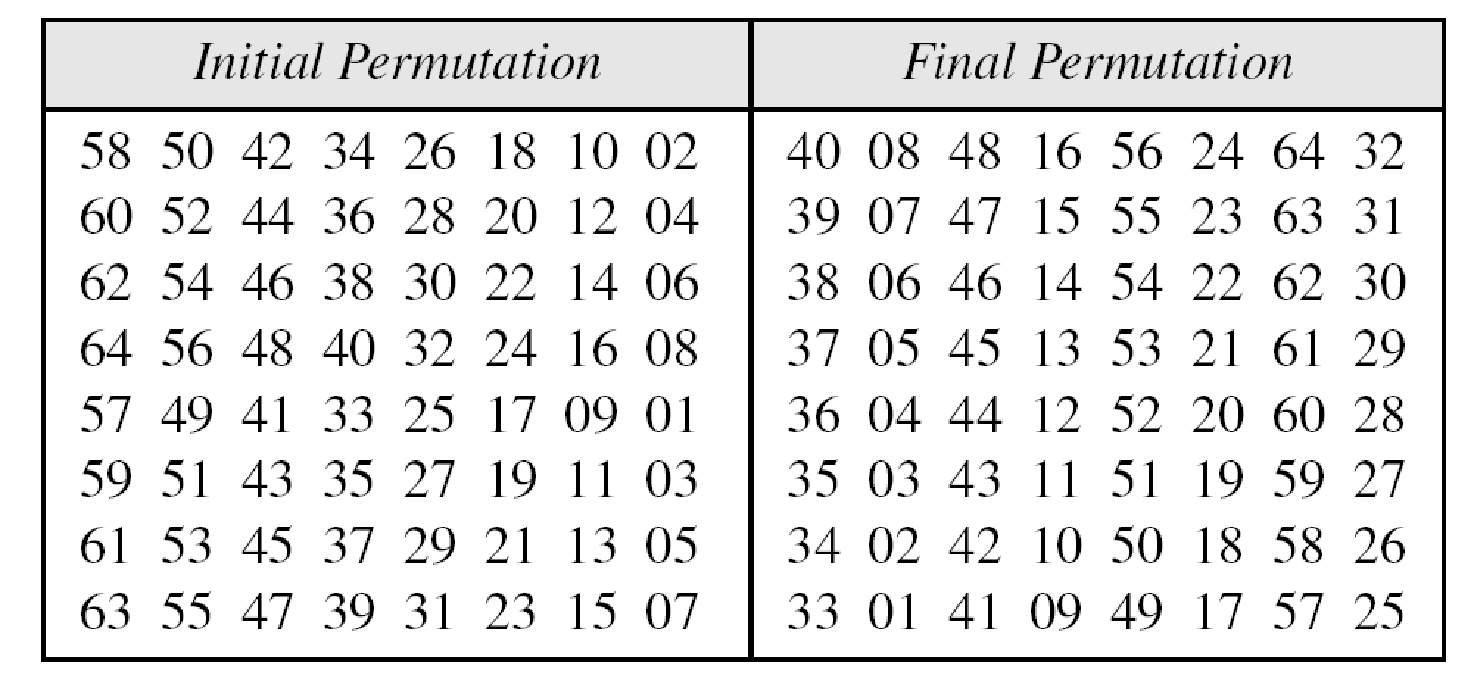 Initial Permutation Final Permutation
58 50 42 34 26 18 10 02 40 08 48 16 56 24 64 32
60 52 44 36 28 20 12 04 39 07 47 15 55 23 63 31
62 54 46 38 30 22 14 06 38 06 46 14 54 22 62 30
64 56 48 40 32 24 16 08 37 05 45 13 53 21 61 29
57 49 41 33 25 17 09 01 36 04 44 12 52 20 60 28
59 51 43 35 27 19 11 03 35 03 43 11 51 19 59 27
61 53 45 37 29 21 13 05 34 02 42 10 50 18 58 26
63 55 47 39 31 23 15 07 33 01 41 09 49 17 57 25